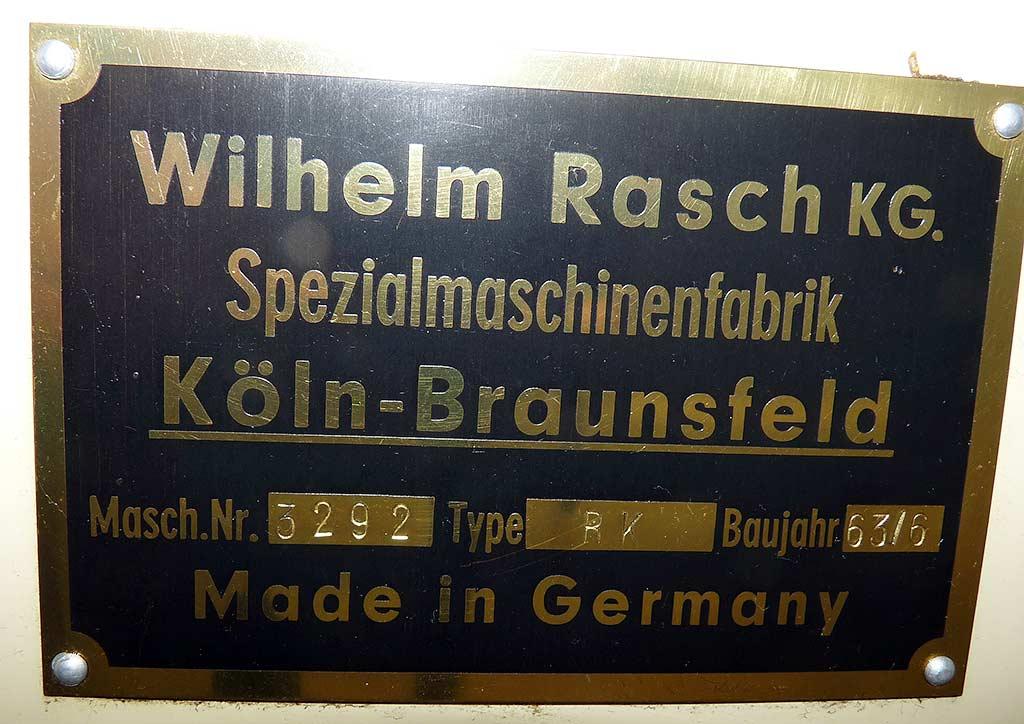 Wilhelm Rasch KG.
Spezialmaschinenfabrik
Köln-Braunsfeld
Masch.Nr. 3292 Type RK Baujahr 63/6
Made in Germany